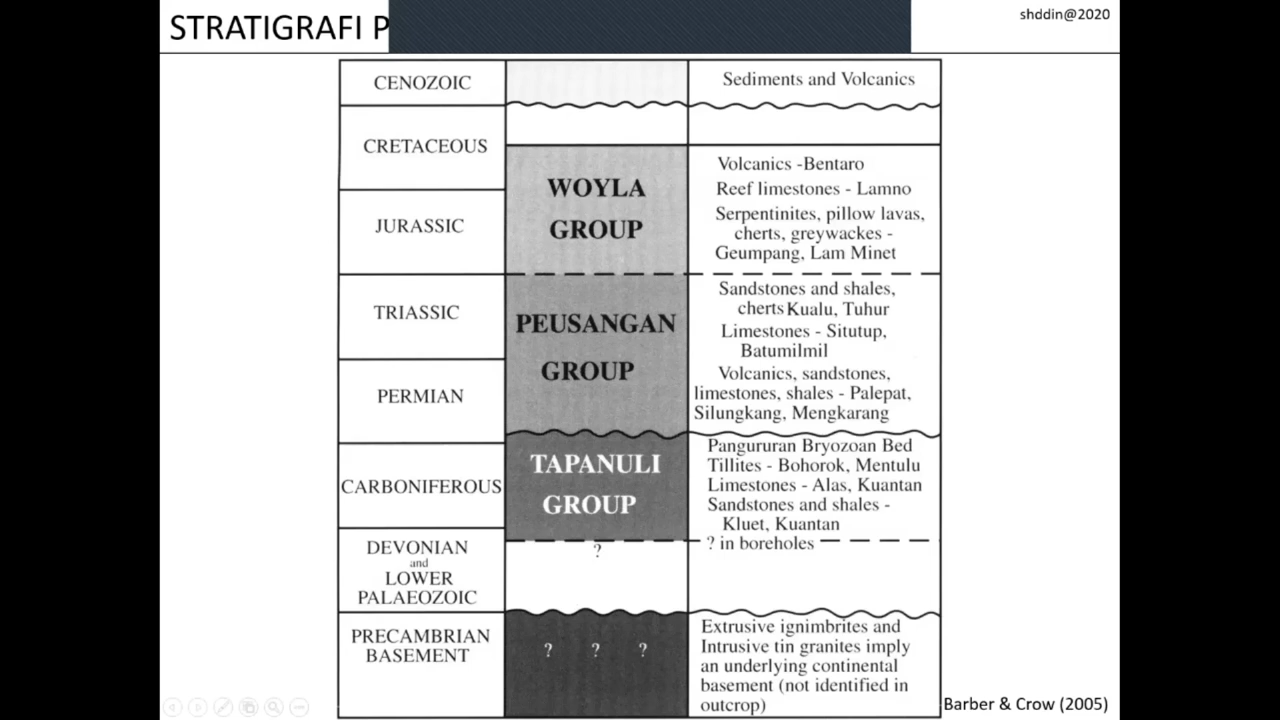 STRATIGRAFI P
shddin@2020
CENOZOIC
Sediments and Volcanics
CRETACEOUS
JURASSIC
WOYLA
GROUP
Volcanics -Bentaro
Reef limestones - Lamno
Serpentinites, pillow lavas,
cherts, greywackes -
Geumpang, Lam Minet
TRIASSIC
PERMIAN
PEUSANGAN
GROUP
Sandstones and shales,
cherts Kualu, Tuhur
Limestones - Situtup,
Batumilmil
Volcanics, sandstones,
limestones, shales - Palepat,
Silungkang, Mengkarang
CARBONIFEROUS
TAPANULI
GROUP
Pangururan Bryozoan Bed
Tillites - Bohorok, Mentulu
Limestones - Alas, Kuantan
Sandstones and shales -
Kluet, Kuantan
DEVONIAN
and
LOWER
PALAEOZOIC
?
? in boreholes
PRECAMBRIAN
BASEMENT
? ? ?
Extrusive ignimbrites and
Intrusive tin granites imply
an underlying continental
basement (not identified in
outcrop)
Barber & Crow (2005)